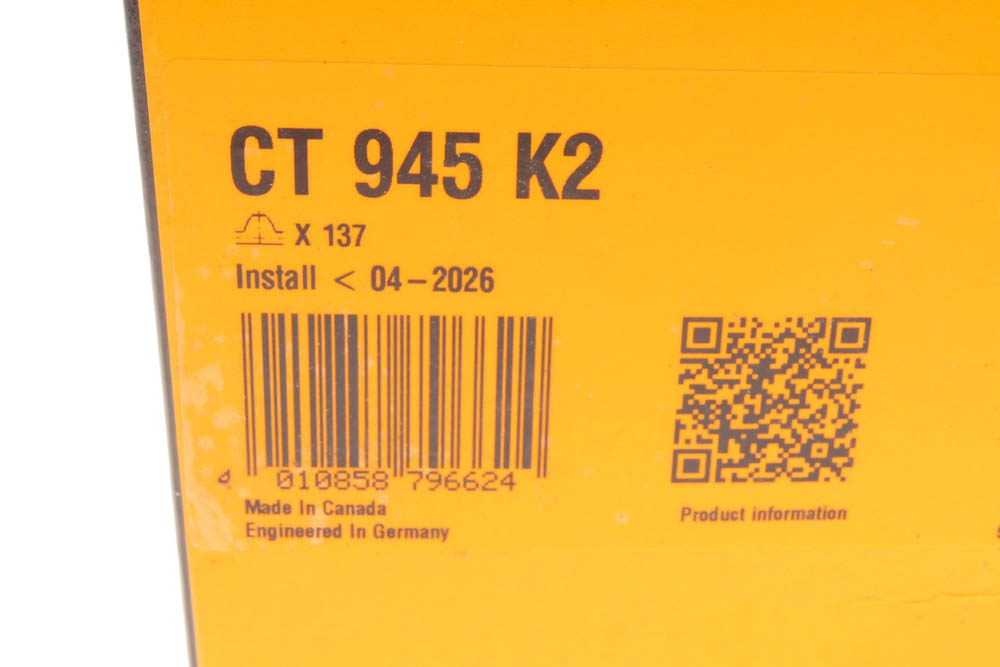 CT 945 K2
X 137
Install < 04-2026
4 010858 796624
Made In Canada
Engineered In Germany
Product information